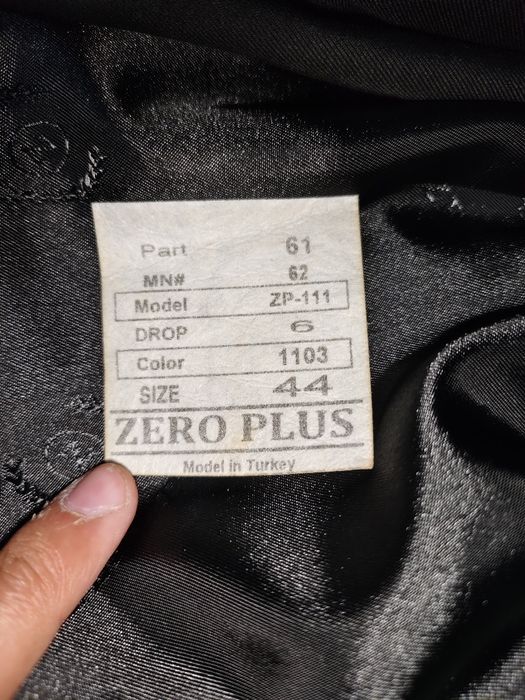 Part 61
MN# 62
Model ZP-111
DROP 6
Color 1103
SIZE 44
ZERO PLUS
Model in Turkey